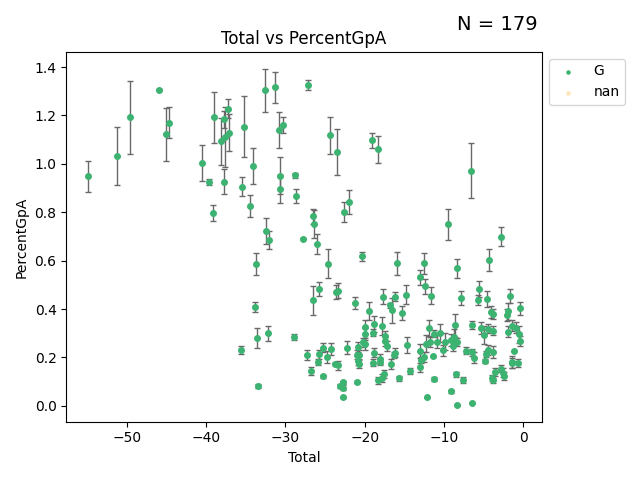 N = 179
Total vs PercentGpA
G
nan
PercentGpA
1.4
1.2
1.0
0.8
0.6
0.4
0.2
0.0
−50 −40 −30 −20 −10 0
Total